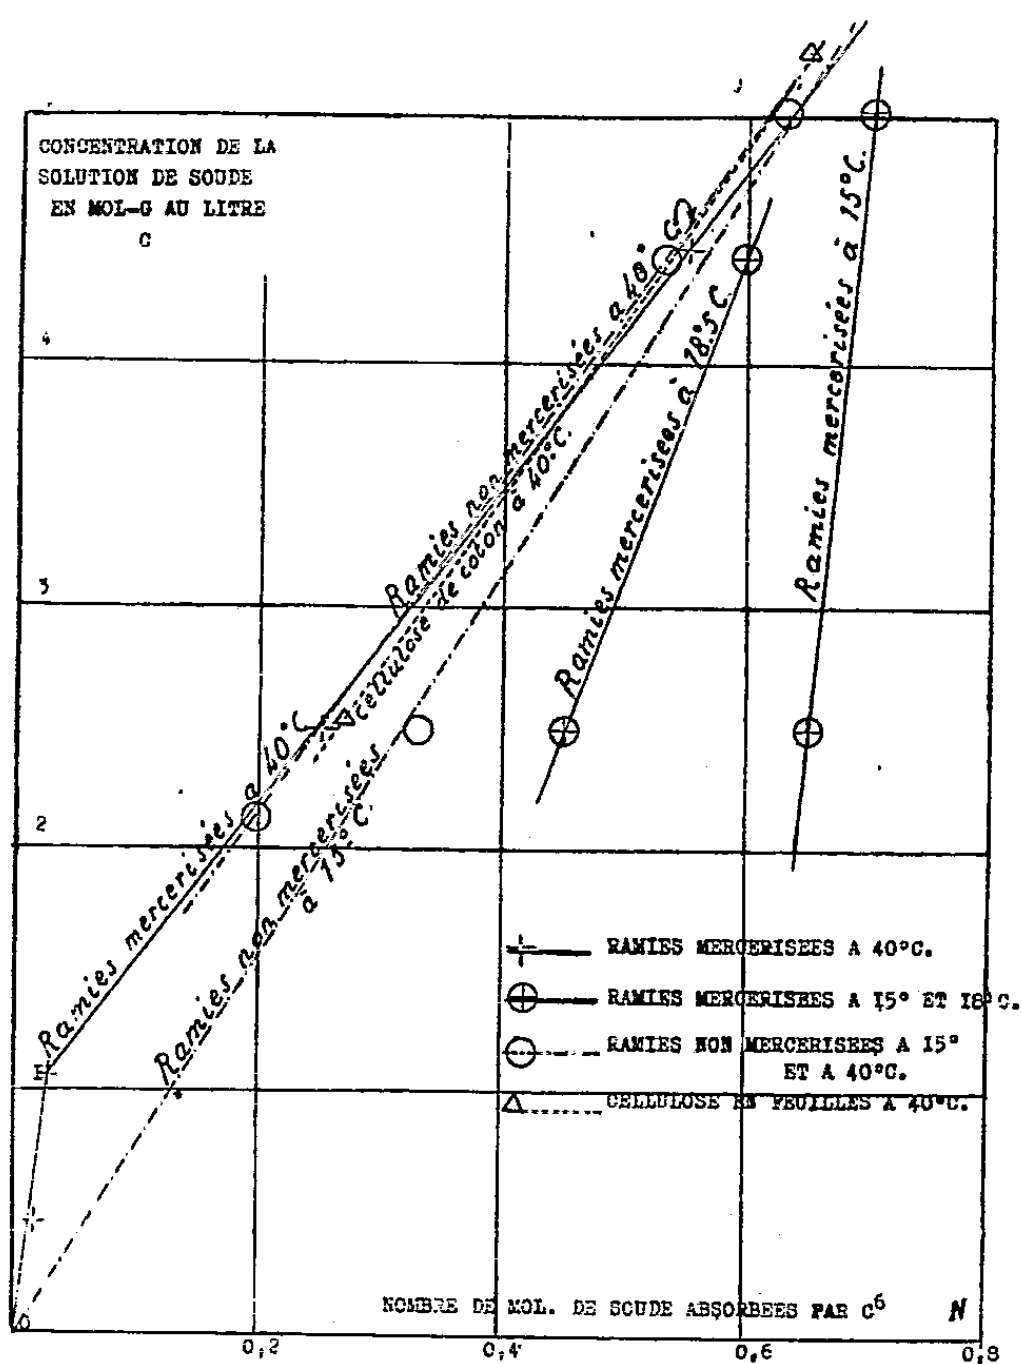 CONCENTRATION DE LA
SOLUTION DE SOUDE
EN MOL-G AU LITRE
C
4
3
2
Ramies non mercerisées a 40° C
cellulose de coton à 40°C.
Ramies mercerisées à 18°5 C.
Ramies mercerisées à 15°C.
Ramies mercerisées a 40°C
Ramies non mercerisées
à 15°C.
RAMIES MERCERISEES A 40°C.
RAMIES MERCERISEES A I5° ET I8°C.
RAMIES NON MERCERISEES A I5°
ET A 40°C.
CELLULOSE EN FEUILLES A 40°C.
E
NOMBRE DE MOL. DE SOUDE ABSORBEES PAR C6 N
0
0,2 0,4 0,6 0,8